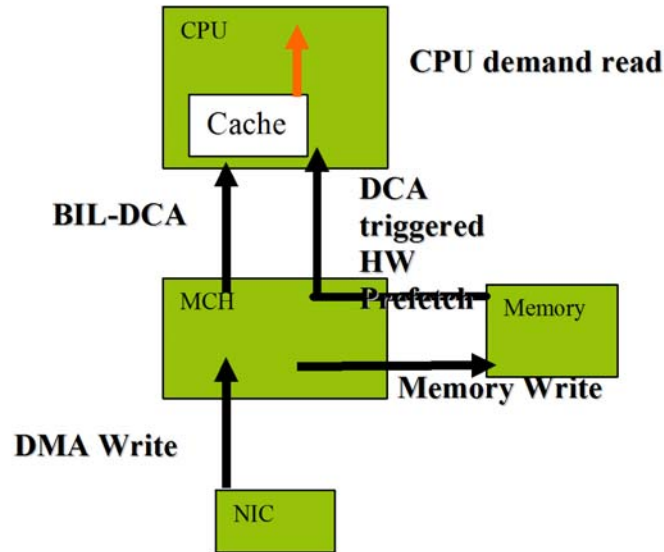 CPU
CPU demand read
Cache
BIL-DCA
DCA
triggered
HW
Prefetch
MCH
Memory
Memory Write
DMA Write
NIC